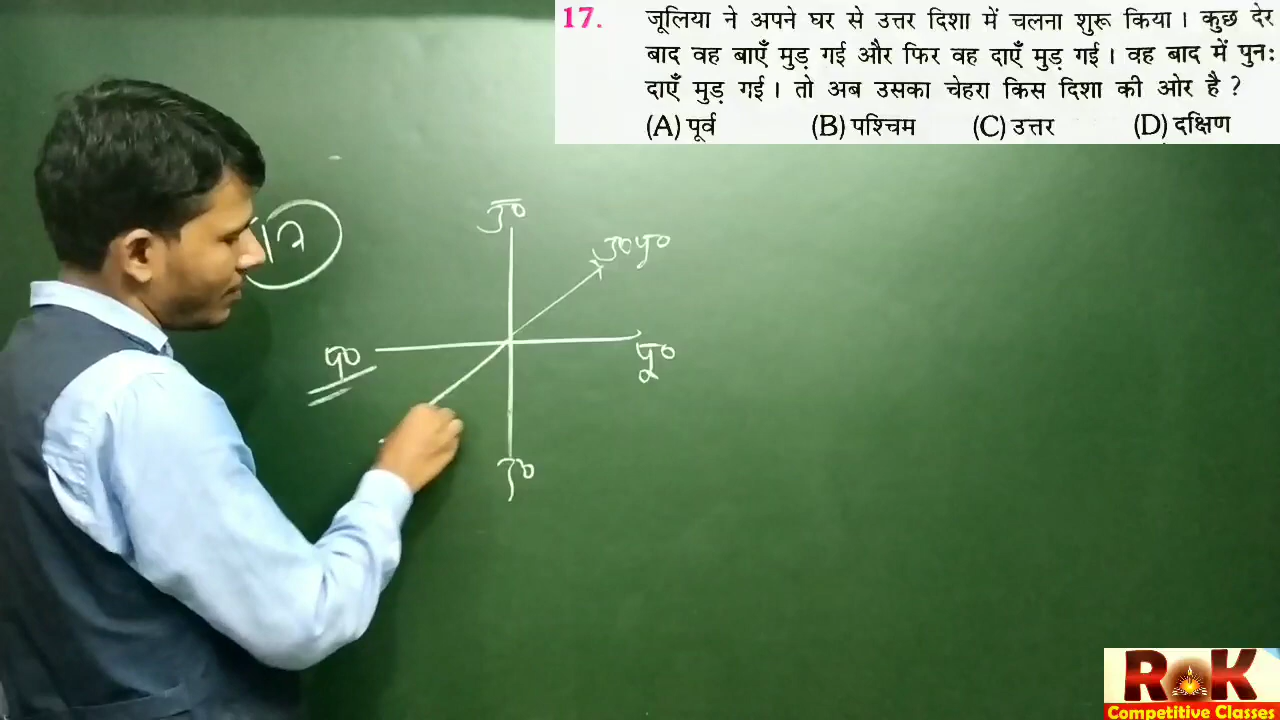 17. जूलिया ने अपने घर से उत्तर दिशा में चलना शुरू किया। कुछ देर
बाद वह बाएँ मुड़ गई और फिर वह दाएँ मुड़ गई। वह बाद में पुनः
दाएँ मुड़ गई। तो अब उसका चेहरा किस दिशा की ओर है ?
(A) पूर्व (B) पश्चिम (C) उत्तर (D) दक्षिण
17
उ०
उ०पू०
प०
पू०
द०
ROK
Competitive Classes